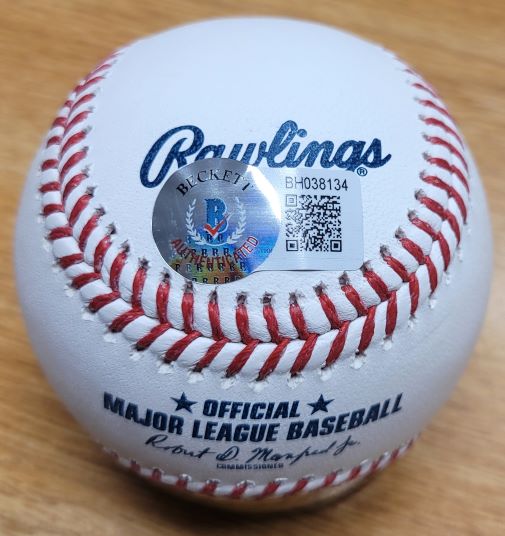 Rawlings®
BECKETT
BH038134
B
AUTHENTICATED
★ OFFICIAL ★
MAJOR LEAGUE BASEBALL
Robert D. Manfred Jr.
COMMISSIONER